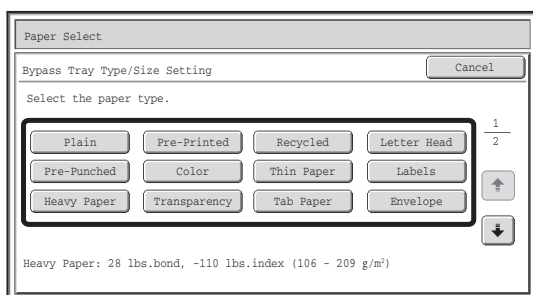 Paper Select
Bypass Tray Type/Size Setting Cancel
Select the paper type.
Plain Pre-Printed Recycled Letter Head
Pre-Punched Color Thin Paper Labels
Heavy Paper Transparency Tab Paper Envelope
1
2
Heavy Paper: 28 lbs.bond, -110 lbs.index (106 - 209 g/m²)